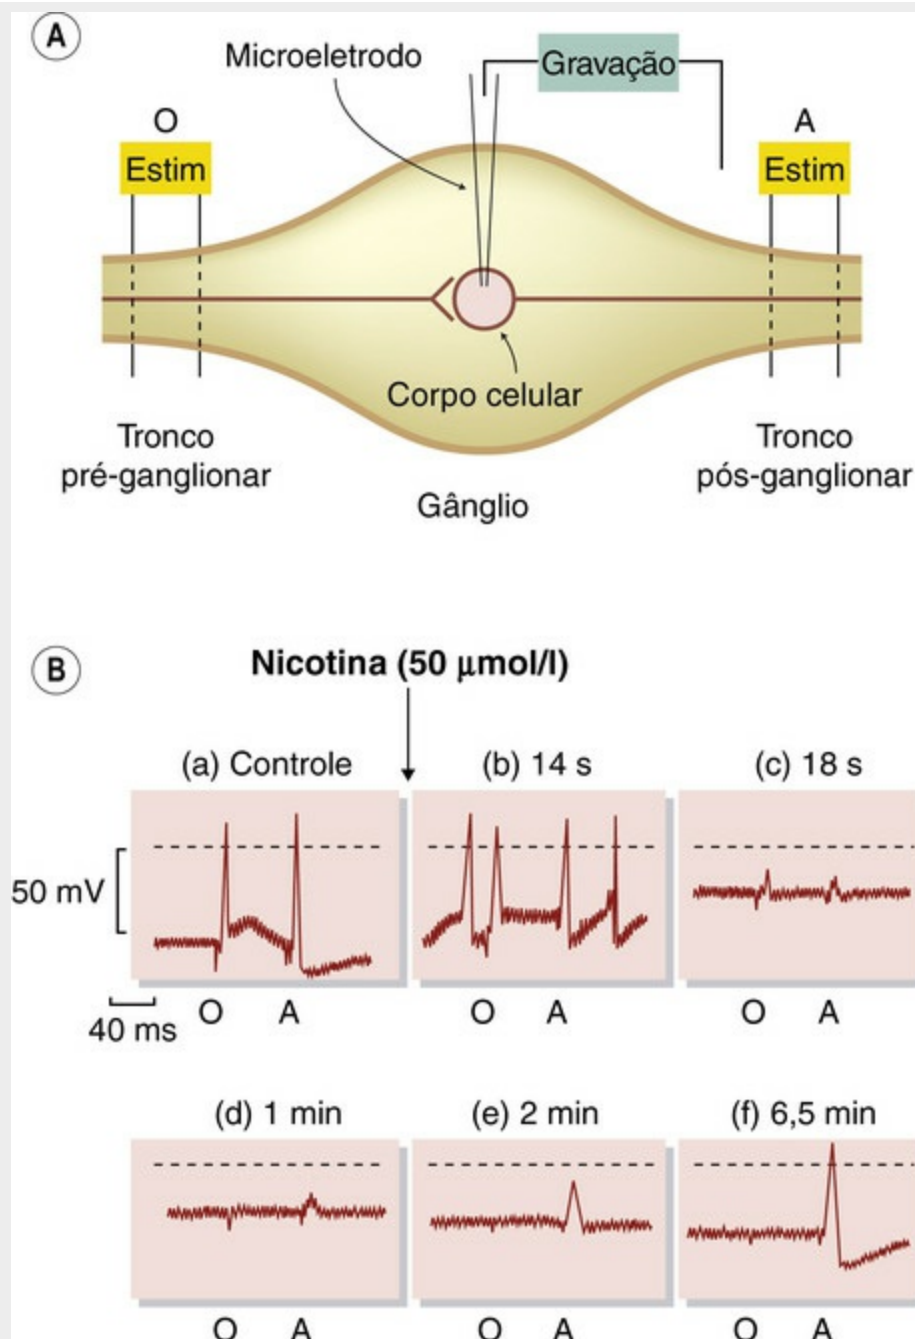 A
Microeletrodo
Gravação
O
A
Estim
Estim
Corpo celular
Tronco
pré-ganglionar
Tronco
pós-ganglionar
Gânglio
B
Nicotina (50 μmol/l)
(a) Controle
(b) 14 s
(c) 18 s
50 mV
40 ms
O
A
O
A
O
A
(d) 1 min
(e) 2 min
(f) 6,5 min
O
A
O
A
O
A